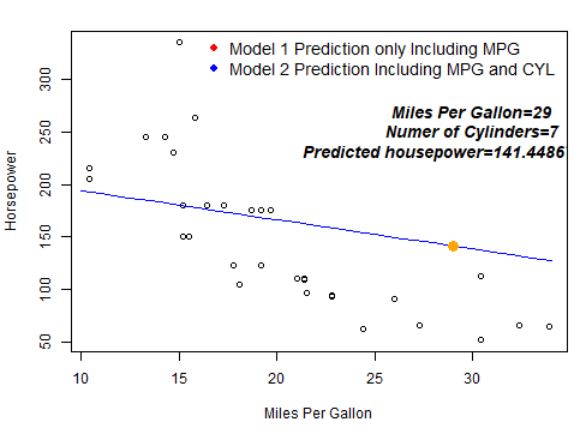 Model 1 Prediction only Including MPG
Model 2 Prediction Including MPG and CYL
Miles Per Gallon=29
Numer of Cylinders=7
Predicted housepower=141.4486
Horsepower
300
250
200
150
100
50
10 15 20 25 30
Miles Per Gallon